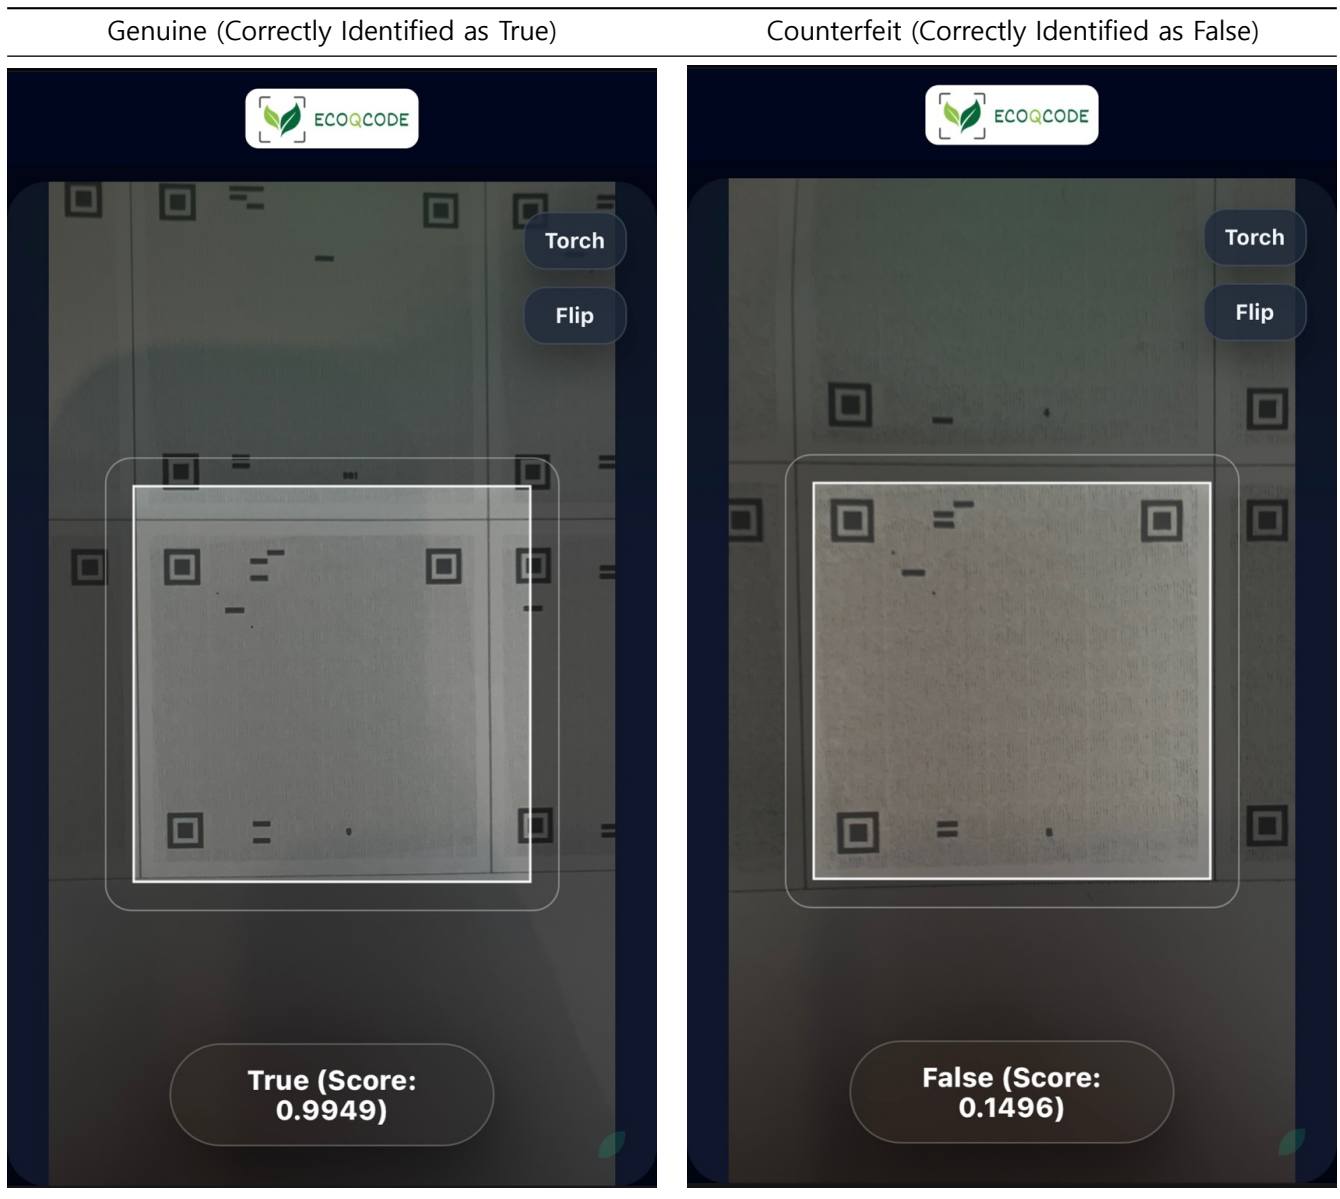 Genuine (Correctly Identified as True)
Counterfeit (Correctly Identified as False)
ECOQCODE
Torch
Flip
True (Score:
0.9949)
ECOQCODE
Torch
Flip
False (Score:
0.1496)